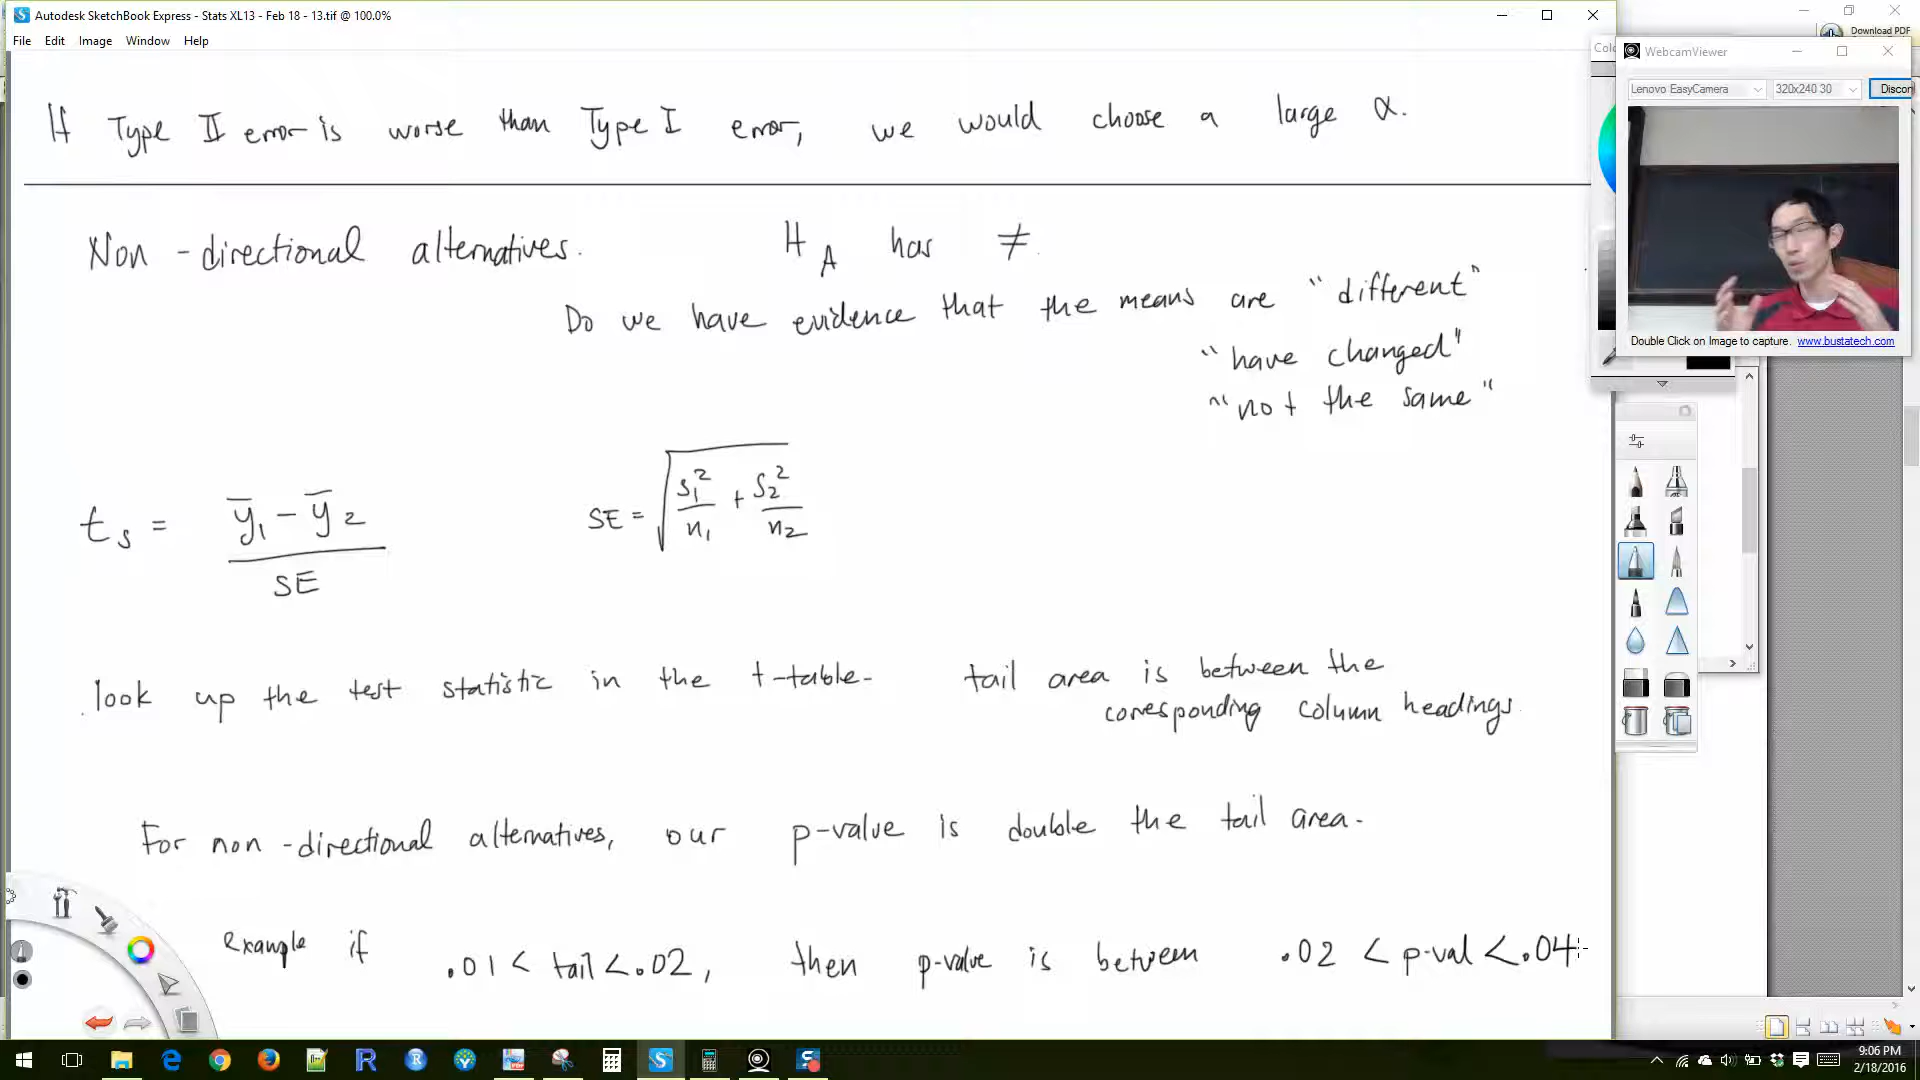 Autodesk SketchBook Express - Stats XL13 - Feb 18 - 13.tif @ 100.0%
File Edit Image Window Help
Download PDF
WebcamViewer
Lenovo EasyCamera 320x240 30 Discon
If Type II error is worse than Type I error, we would choose a large α.
Non-directional alternatives. H_A has ≠.
Do we have evidence that the means are "different"
"have changed"
"not the same"
Double Click on Image to capture. www.bustatech.com
t_s = (ȳ₁ - ȳ₂) / SE SE = √(s₁²/n₁ + s₂²/n₂)
look up the test statistic in the t-table. tail area is between the
corresponding column headings.
For non-directional alternatives, our p-value is double the tail area.
example if .01 < tail < .02, then p-value is between .02 < p-val < .04
9:06 PM
2/18/2016